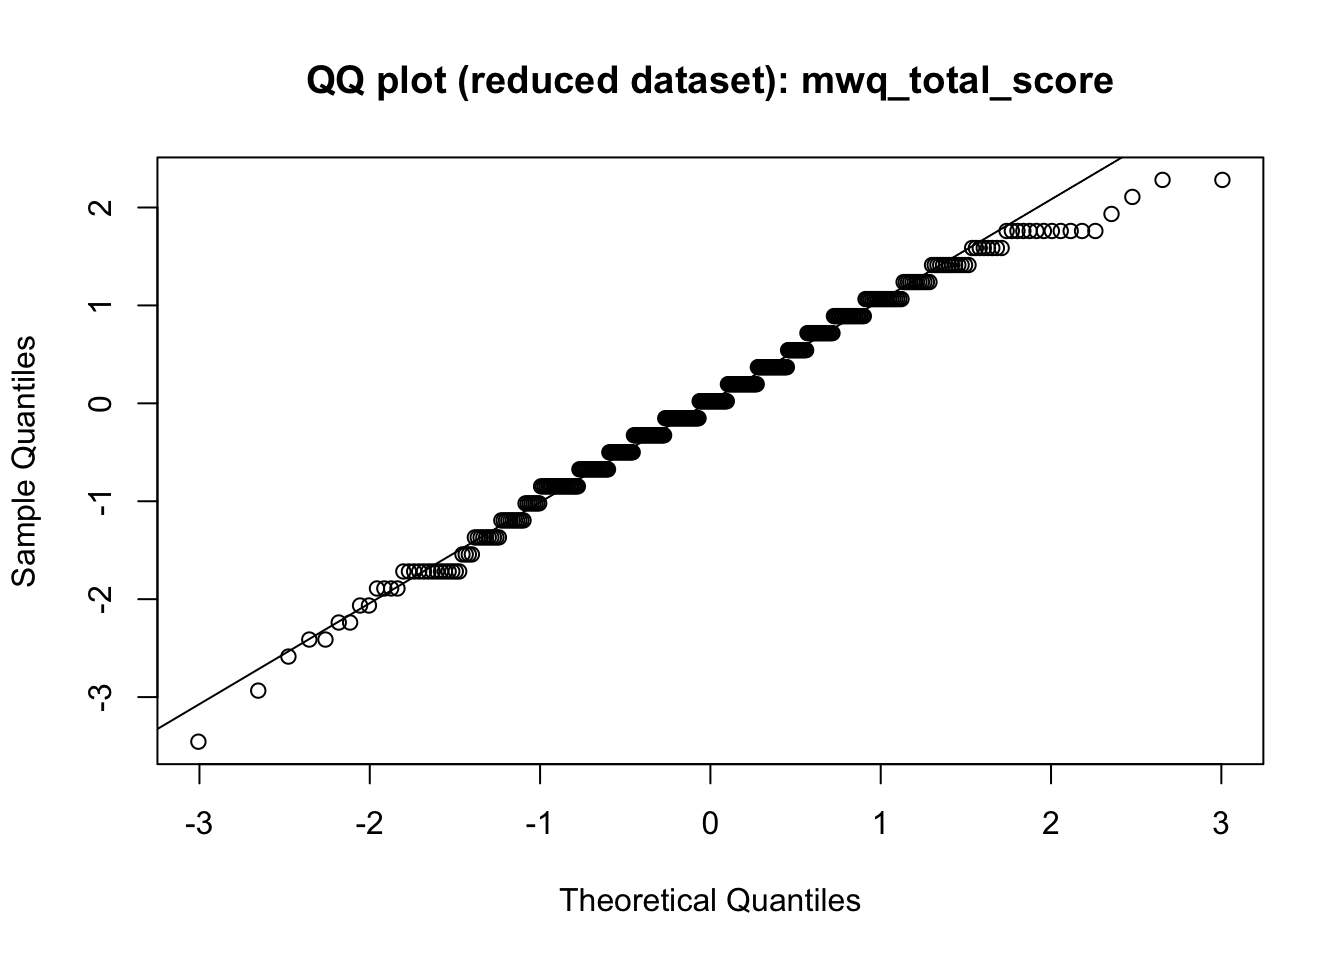 QQ plot (reduced dataset): mwq_total_score
Sample Quantiles
2
1
0
-1
-2
-3
-3 -2 -1 0 1 2 3
Theoretical Quantiles